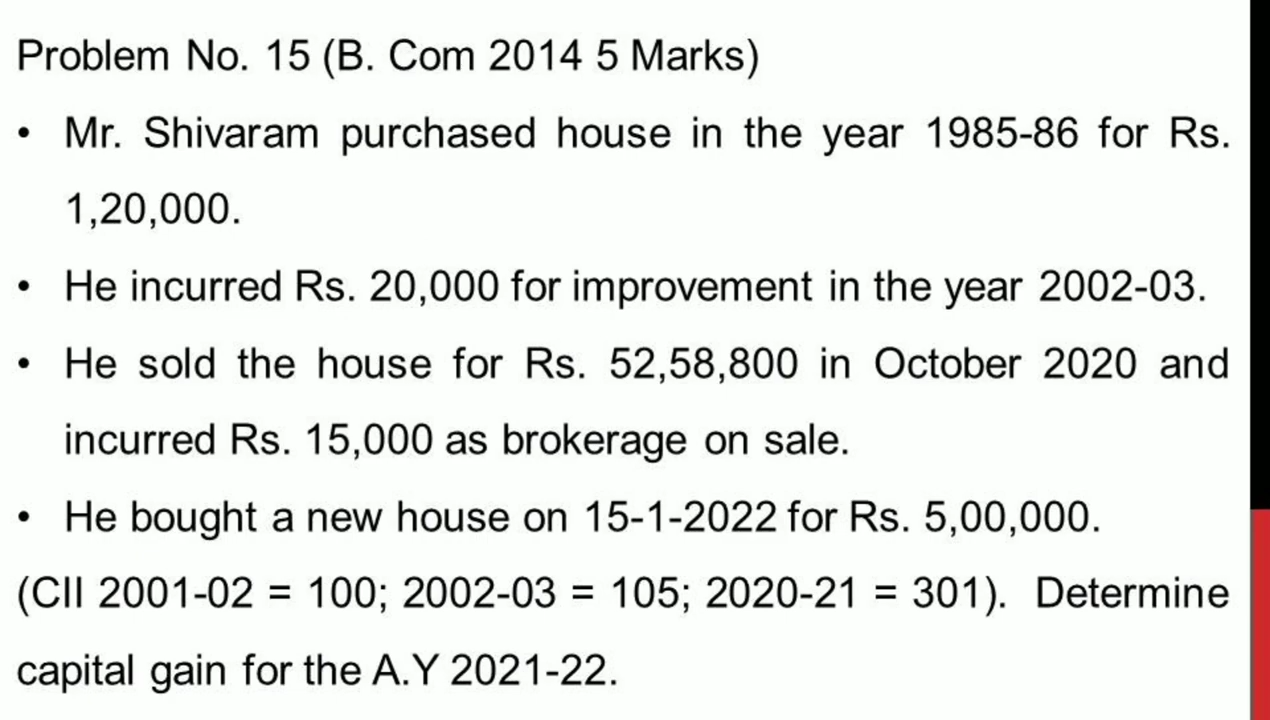 Problem No. 15 (B. Com 2014 5 Marks)
• Mr. Shivaram purchased house in the year 1985-86 for Rs.
1,20,000.
• He incurred Rs. 20,000 for improvement in the year 2002-03.
• He sold the house for Rs. 52,58,800 in October 2020 and
incurred Rs. 15,000 as brokerage on sale.
• He bought a new house on 15-1-2022 for Rs. 5,00,000.
(CII 2001-02 = 100; 2002-03 = 105; 2020-21 = 301). Determine
capital gain for the A.Y 2021-22.